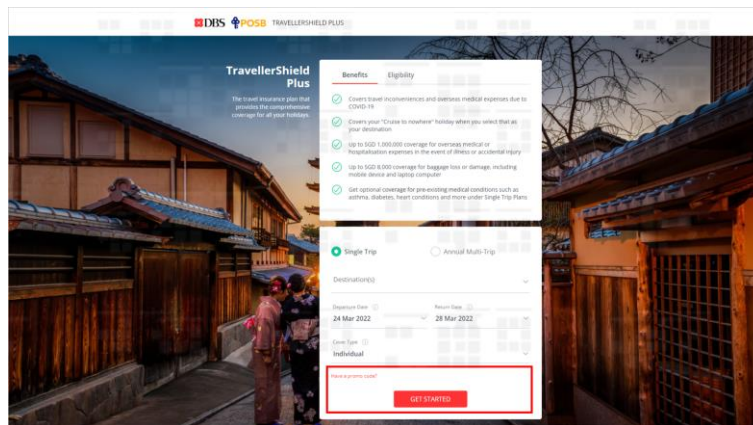 DBS POSB TRAVELLERSHIELD PLUS
TravellerShield
Plus
The travel insurance plan that
provides the comprehensive
coverage for all your holidays.
Benefits Eligibility
Covers travel inconveniences and overseas medical expenses due to
COVID-19
Covers your "Cruise to nowhere" holiday when you select that as
your destination
Up to SGD 1,000,000 coverage for overseas medical or
hospitalisation expenses in the event of illness or accidental injury
Up to SGD 8,000 coverage for baggage loss or damage, including
mobile device and laptop computer
Get optional coverage for pre-existing medical conditions such as
asthma, diabetes, heart conditions and more under Single Trip Plans
Single Trip Annual Multi-Trip
Destination(s)
Departure Date Return Date
24 Mar 2022 28 Mar 2022
Cover Type
Individual
Have a promo code?
GET STARTED